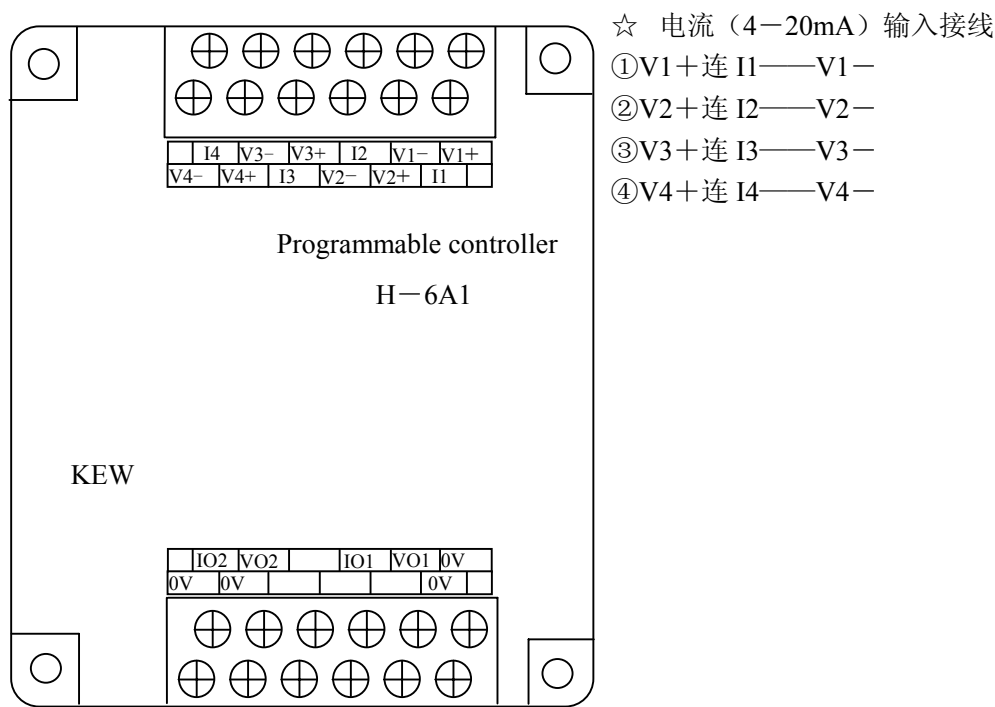 ☆ 电流(4-20mA)输入接线
①V1+连 I1——V1-
②V2+连 I2——V2-
③V3+连 I3——V3-
④V4+连 I4——V4-
I4 V3- V3+ I2 V1- V1+
V4- V4+ I3 V2- V2+ I1
Programmable controller
H-6A1
KEW
IO2 VO2 IO1 VO1 0V
0V 0V 0V